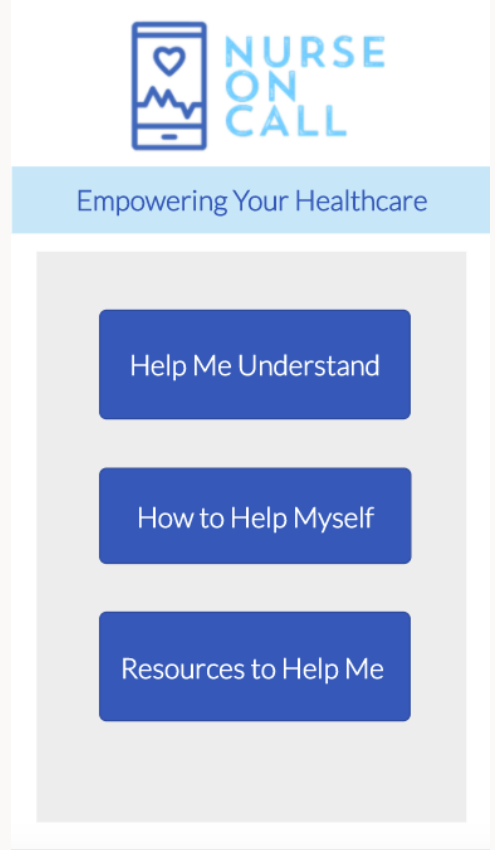 NURSE
ON
CALL
Empowering Your Healthcare
Help Me Understand
How to Help Myself
Resources to Help Me